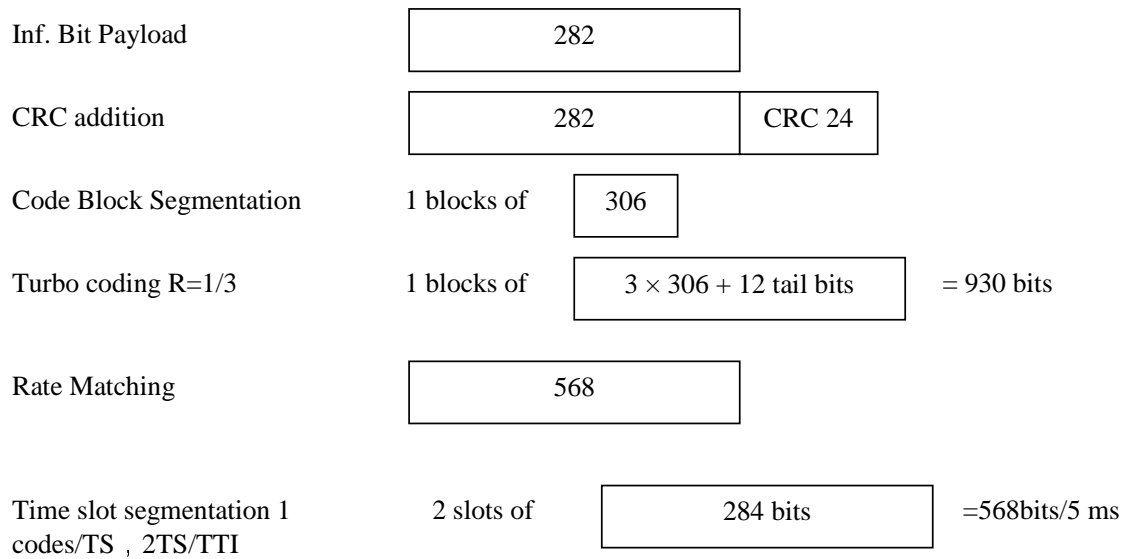 Inf. Bit Payload 282
CRC addition 282 CRC 24
Code Block Segmentation 1 blocks of 306
Turbo coding R=1/3 1 blocks of 3 × 306 + 12 tail bits = 930 bits
Rate Matching 568
Time slot segmentation 1 2 slots of 284 bits =568bits/5 ms
codes/TS , 2TS/TTI